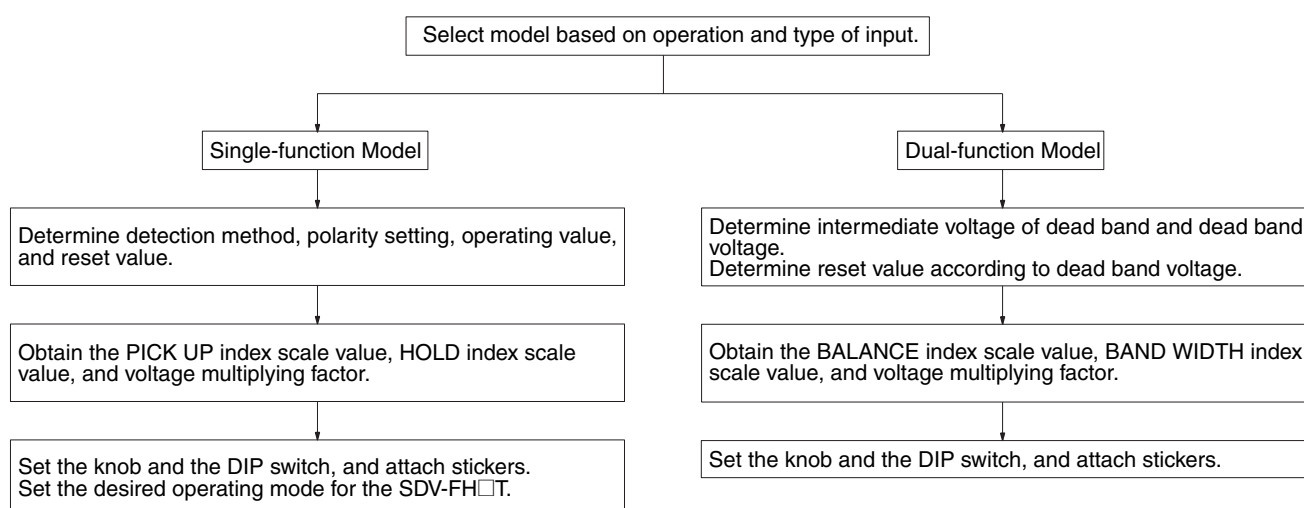 Select model based on operation and type of input.
Single-function Model
Determine detection method, polarity setting, operating value,
and reset value.
Obtain the PICK UP index scale value, HOLD index scale
value, and voltage multiplying factor.
Set the knob and the DIP switch, and attach stickers.
Set the desired operating mode for the SDV-FH□T.
Dual-function Model
Determine intermediate voltage of dead band and dead band
voltage.
Determine reset value according to dead band voltage.
Obtain the BALANCE index scale value, BAND WIDTH index
scale value, and voltage multiplying factor.
Set the knob and the DIP switch, and attach stickers.